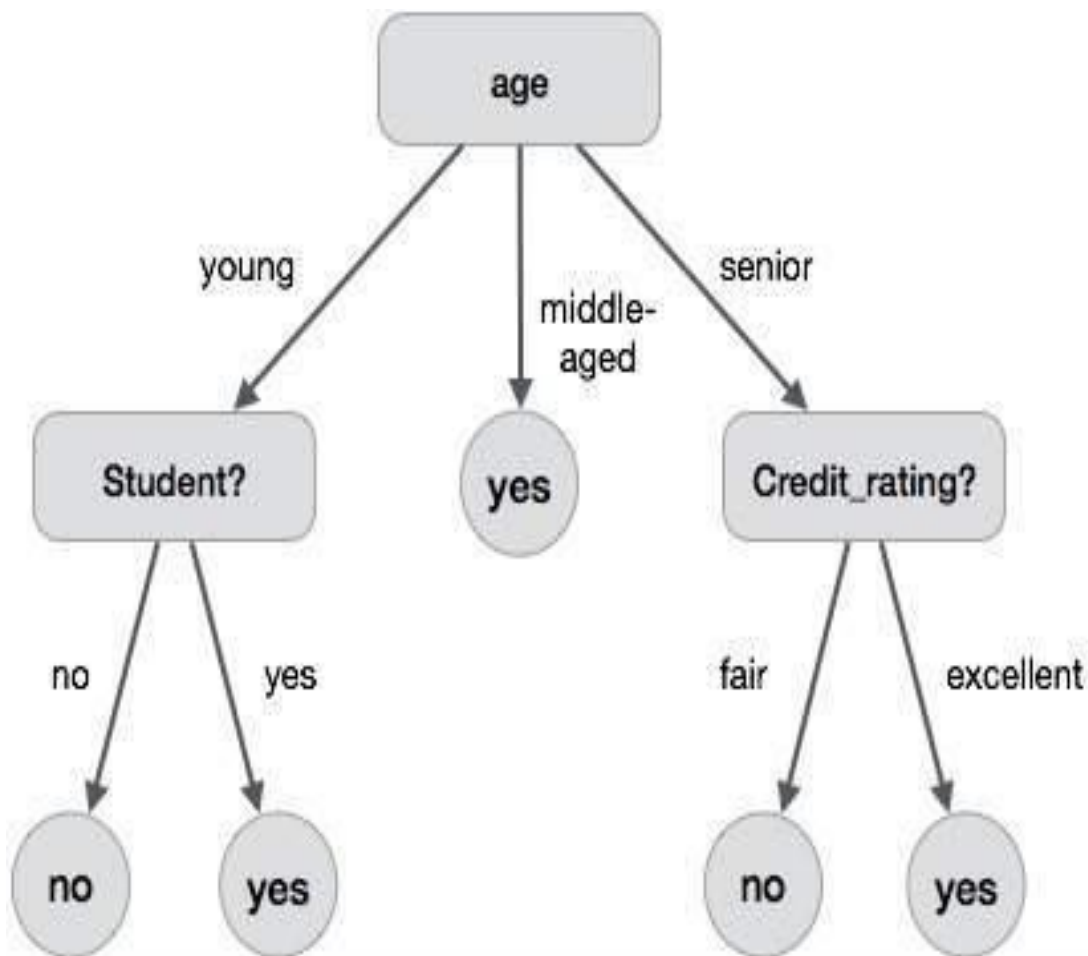 age
young
senior
middle-
aged
Student?
yes
Credit_rating?
no
yes
fair
excellent
no
yes
no
yes